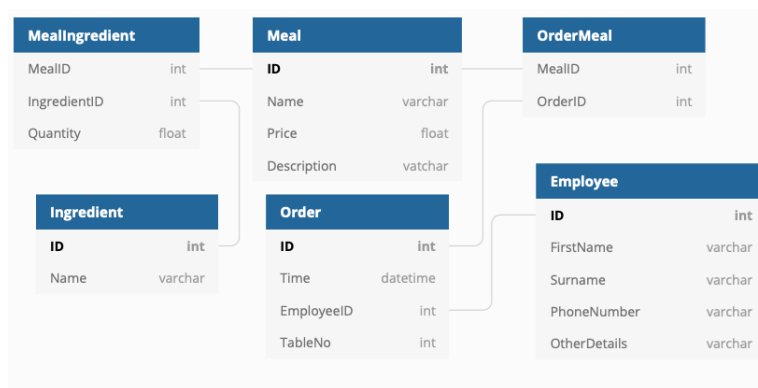 MealIngredient
MealID int
IngredientID int
Quantity float
Meal
ID int
Name varchar
Price float
Description vatchar
OrderMeal
MealID int
OrderID int
Ingredient
ID int
Name varchar
Order
ID int
Time datetime
EmployeeID int
TableNo int
Employee
ID int
FirstName varchar
Surname varchar
PhoneNumber varchar
OtherDetails varchar